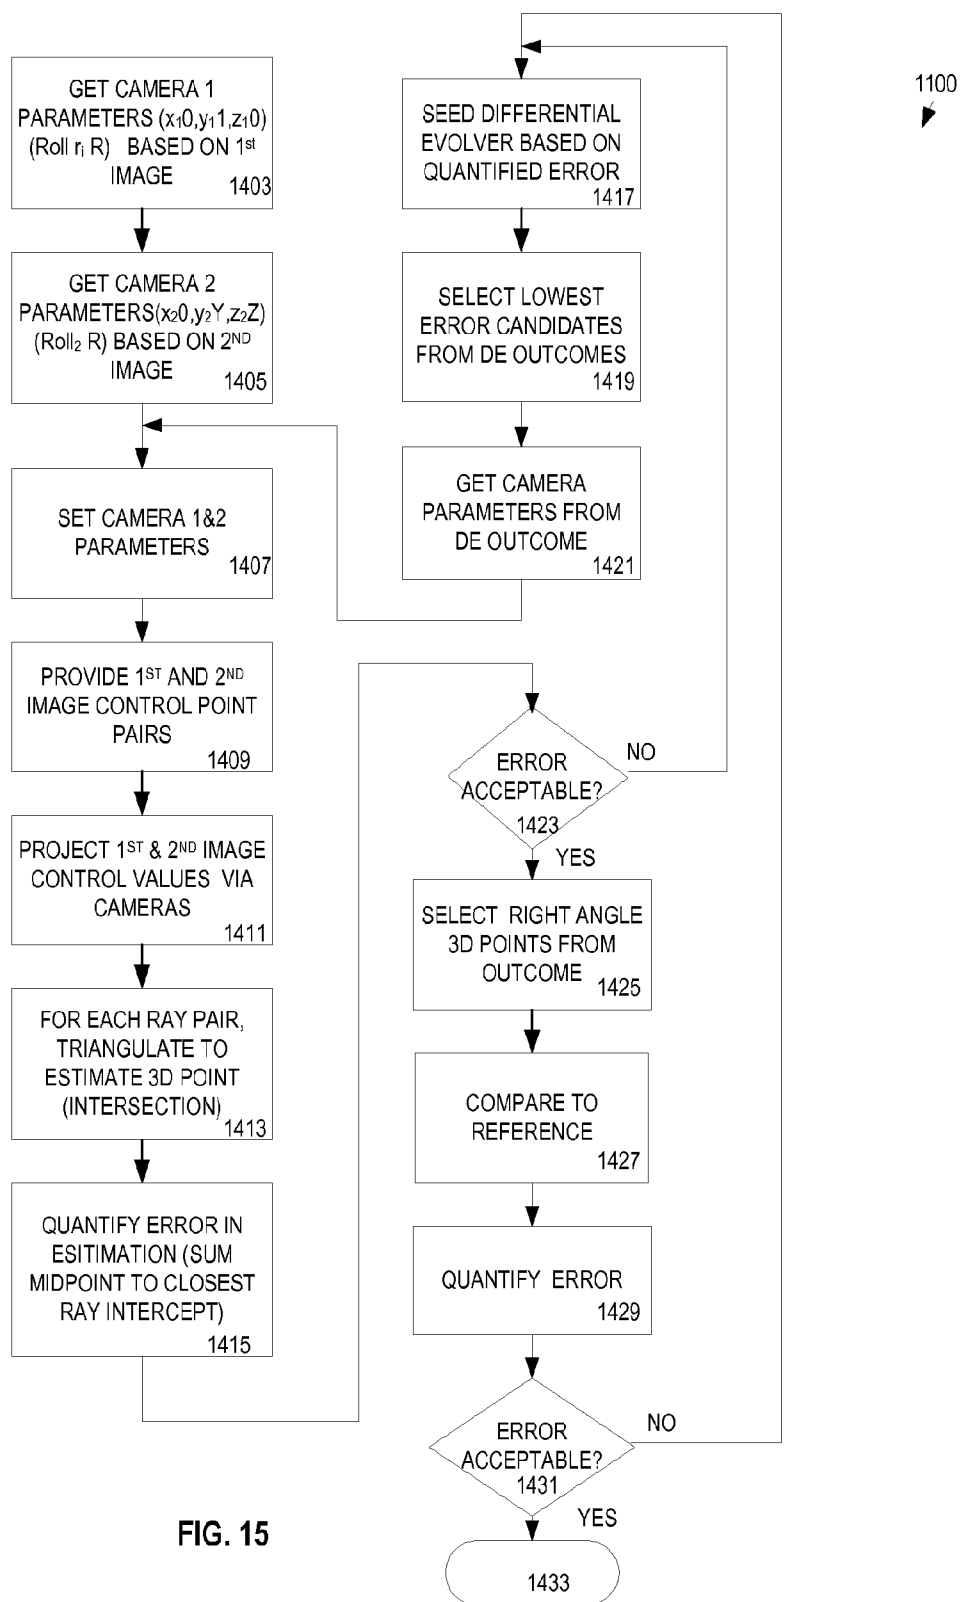 1100
GET CAMERA 1
PARAMETERS (x₁0,y₁1,z₁0)
(Roll rᵢ R) BASED ON 1ˢᵗ
IMAGE
1403
GET CAMERA 2
PARAMETERS(x₂0,y₂Y,z₂Z)
(Roll₂ R) BASED ON 2ᴺᴰ
IMAGE
1405
SET CAMERA 1&2
PARAMETERS
1407
PROVIDE 1ˢᵀ AND 2ᴺᴰ
IMAGE CONTROL POINT
PAIRS
1409
PROJECT 1ˢᵀ & 2ᴺᴰ IMAGE
CONTROL VALUES VIA
CAMERAS
1411
FOR EACH RAY PAIR,
TRIANGULATE TO
ESTIMATE 3D POINT
(INTERSECTION)
1413
QUANTIFY ERROR IN
ESITIMATION (SUM
MIDPOINT TO CLOSEST
RAY INTERCEPT)
1415
SEED DIFFERENTIAL
EVOLVER BASED ON
QUANTIFIED ERROR
1417
SELECT LOWEST
ERROR CANDIDATES
FROM DE OUTCOMES
1419
GET CAMERA
PARAMETERS FROM
DE OUTCOME
1421
ERROR
ACCEPTABLE?
1423
NO
YES
SELECT RIGHT ANGLE
3D POINTS FROM
OUTCOME
1425
COMPARE TO
REFERENCE
1427
QUANTIFY ERROR
1429
ERROR
ACCEPTABLE?
1431
NO
YES
1433
FIG. 15